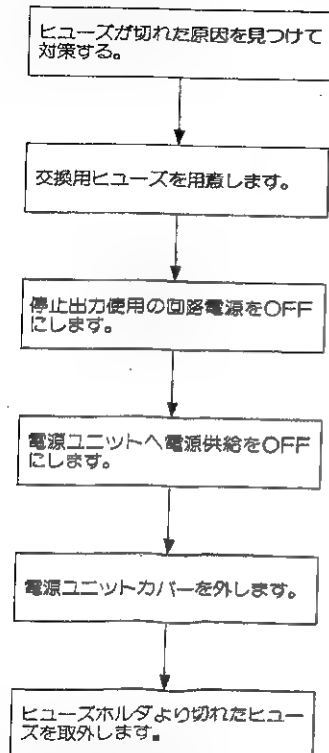 ヒューズが切れた原因を見つけて
対策する。
交換用ヒューズを用意します。
停止出力使用の回路電源をOFF
にします。
電源ユニットへ電源供給をOFF
にします。
電源ユニットカバーを外します。
ヒューズホルダより切れたヒュー
ズを取外します。